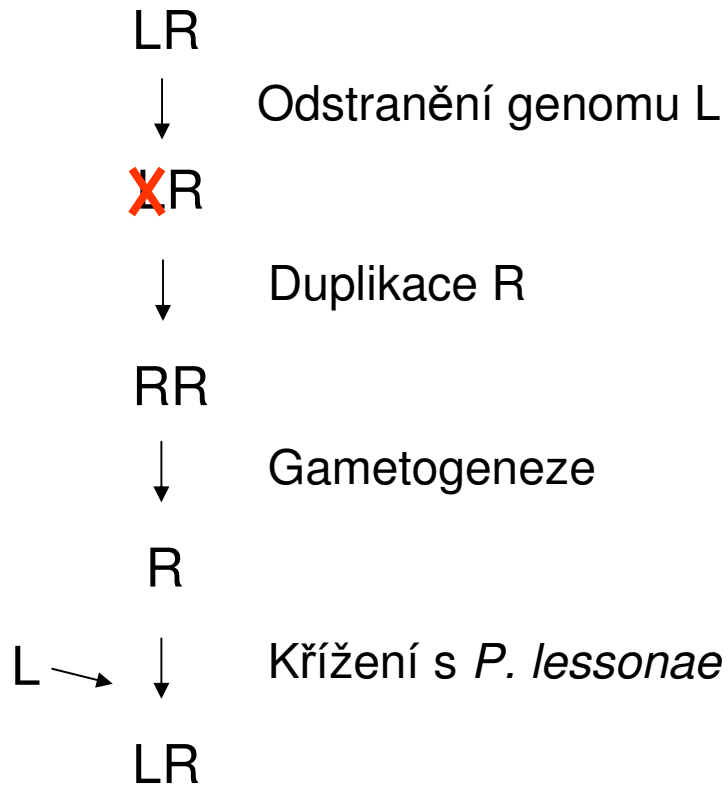 LR
Odstranění genomu L
LR
Duplikace R
RR
Gametogeneze
R
L
Křížení s P. lessonae
LR